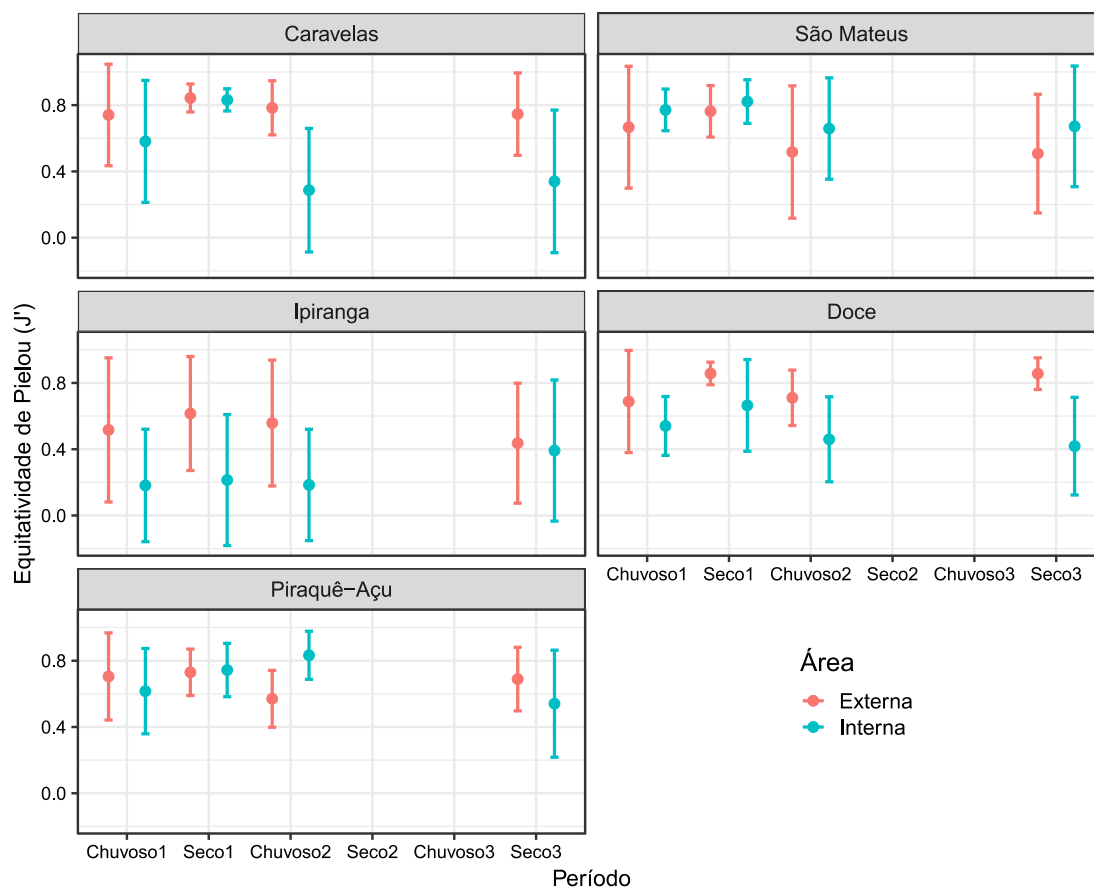 Caravelas
São Mateus
0.8
0.4
0.0
Ipiranga
Doce
0.8
0.4
0.0
Chuvoso1 Seco1 Chuvoso2 Seco2 Chuvoso3 Seco3
Piraquê−Açu
0.8
0.4
0.0
Chuvoso1 Seco1 Chuvoso2 Seco2 Chuvoso3 Seco3
Equitatividade de Pielou (J')
Período
Área
Externa
Interna